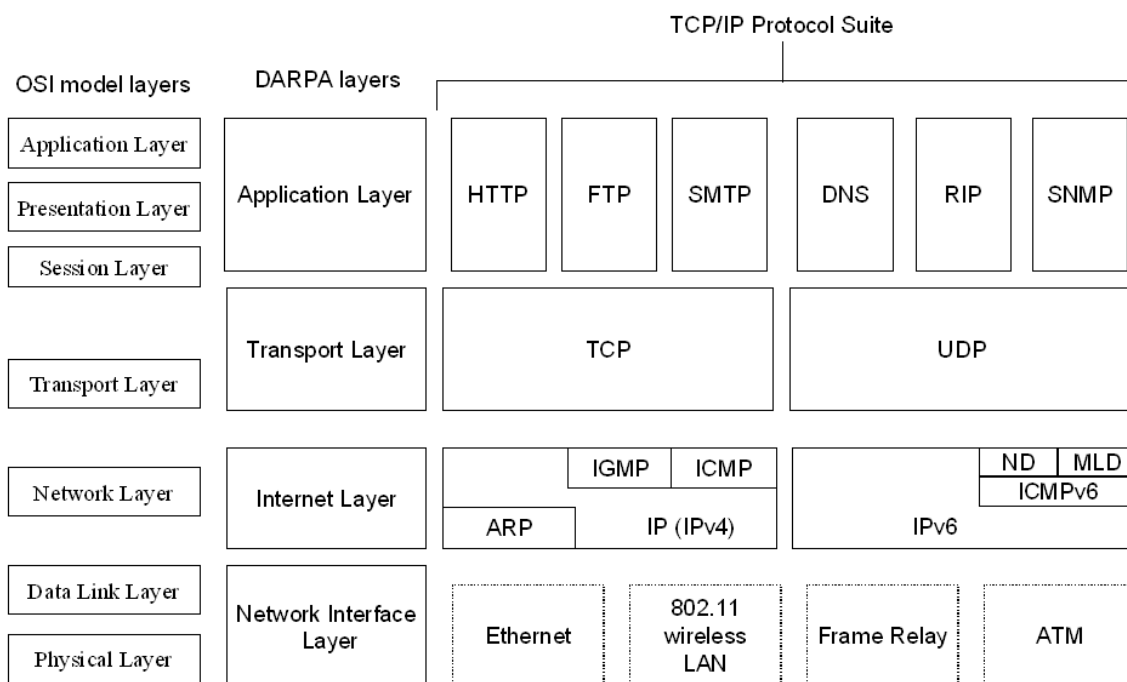 TCP/IP Protocol Suite
OSI model layers
DARPA layers
Application Layer
Presentation Layer
Session Layer
Application Layer
HTTP
FTP
SMTP
DNS
RIP
SNMP
Transport Layer
Transport Layer
TCP
UDP
Network Layer
Internet Layer
IGMP
ICMP
ARP
IP (IPv4)
ND
MLD
ICMPv6
IPv6
Data Link Layer
Physical Layer
Network Interface
Layer
Ethernet
802.11
wireless
LAN
Frame Relay
ATM